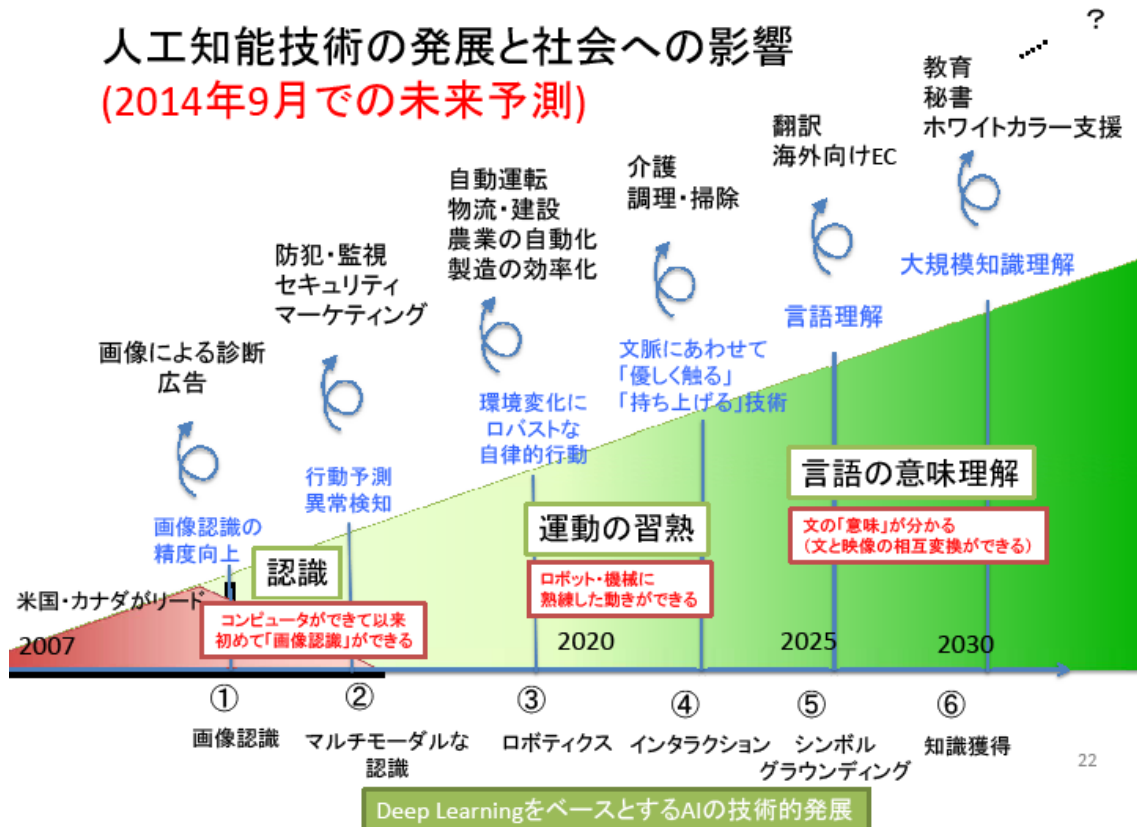 人工知能技術の発展と社会への影響
(2014年9月での未来予測)
?
教育
秘書
ホワイトカラー支援
翻訳
海外向けEC
介護
調理・掃除
自動運転
物流・建設
農業の自動化
製造の効率化
防犯・監視
セキュリティ
マーケティング
画像による診断
広告
大規模知識理解
言語理解
文脈にあわせて
「優しく触る」
「持ち上げる」技術
環境変化に
ロバストな
自律的行動
行動予測
異常検知
画像認識の
精度向上
認識
運動の習熟
言語の意味理解
文の「意味」が分かる
(文と映像の相互変換ができる)
ロボット・機械に
熟練した動きができる
コンピュータができて以来
初めて「画像認識」ができる
米国・カナダがリード
2007
2020
2025
2030
①
画像認識
②
マルチモーダルな
認識
③
ロボティクス
④
インタラクション
⑤
シンボル
グラウンディング
⑥
知識獲得
22
Deep LearningをベースとするAIの技術的発展